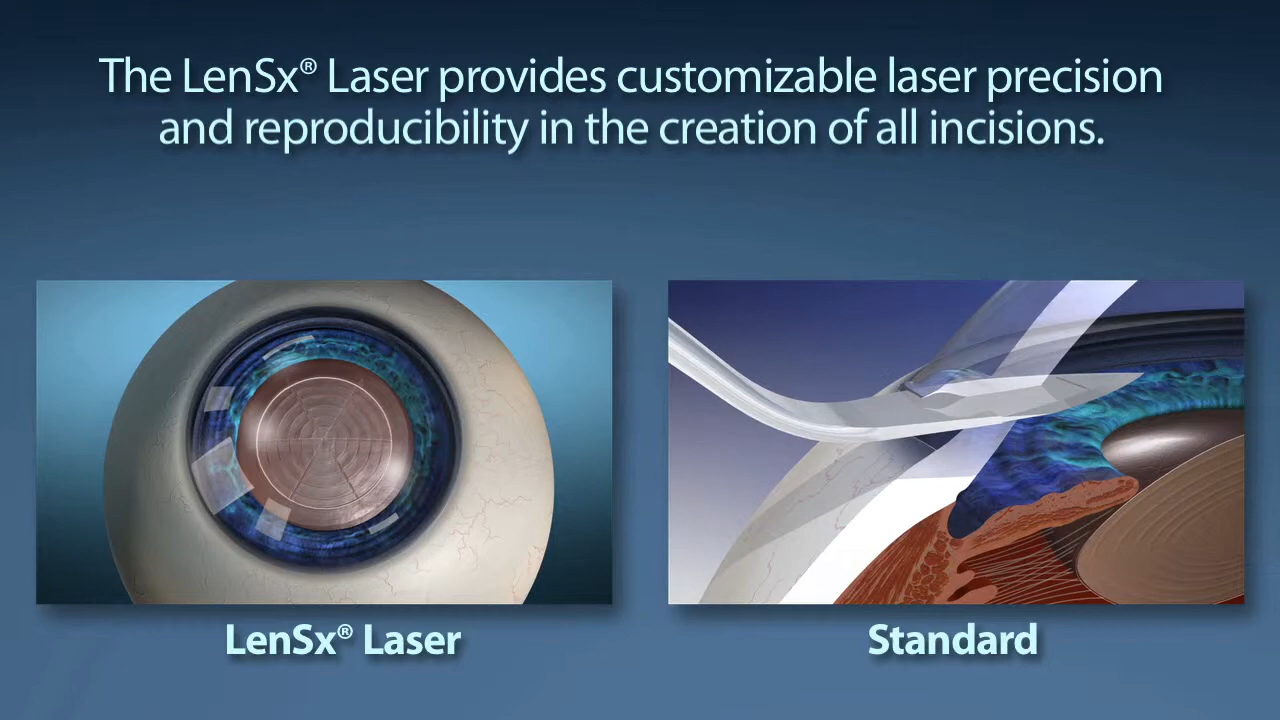 The LenSx® Laser provides customizable laser precision
and reproducibility in the creation of all incisions.
LenSx® Laser
Standard